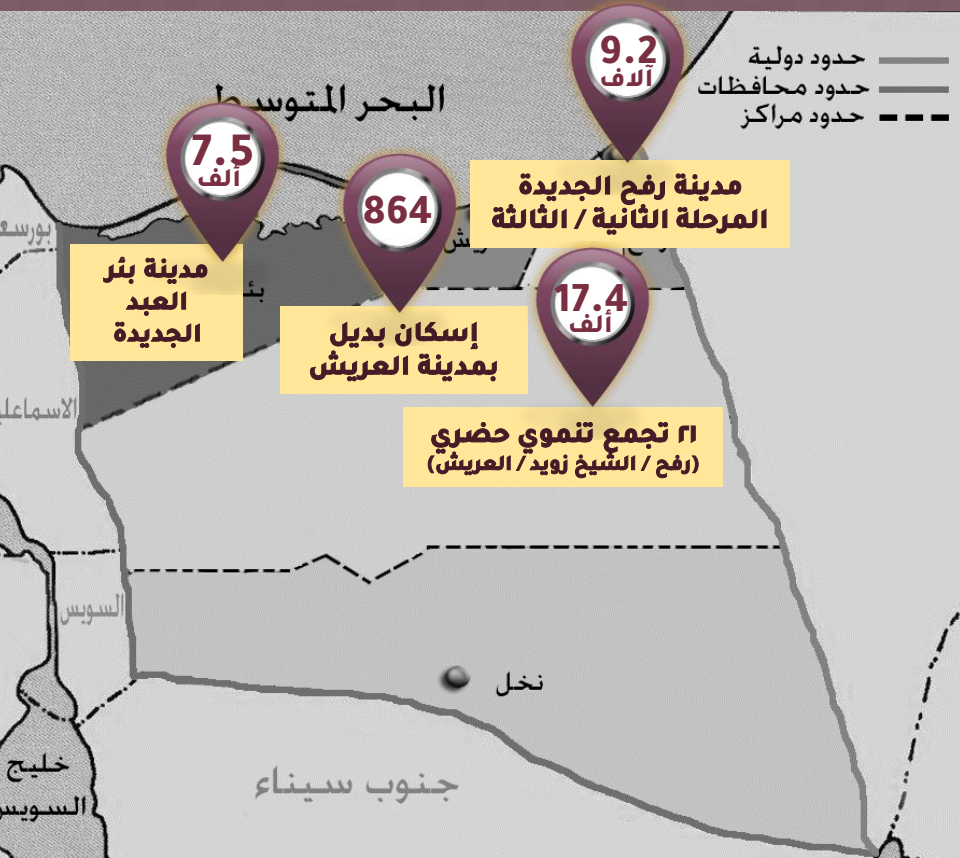 9.2
آلاف
حدود دولية
حدود محافظات
حدود مراكز
البحر المتوسط
7.5
ألف
864
مدينة رفح الجديدة
المرحلة الثانية / الثالثة
مدينة بئر
العبد
الجديدة
17.4
ألف
إسكان بديل
بمدينة العريش
٢١ تجمع تنموي حضري
(رفح / الشيخ زويد / العريش)
السويس
نخل
جنوب سيناء
خليج
السويس